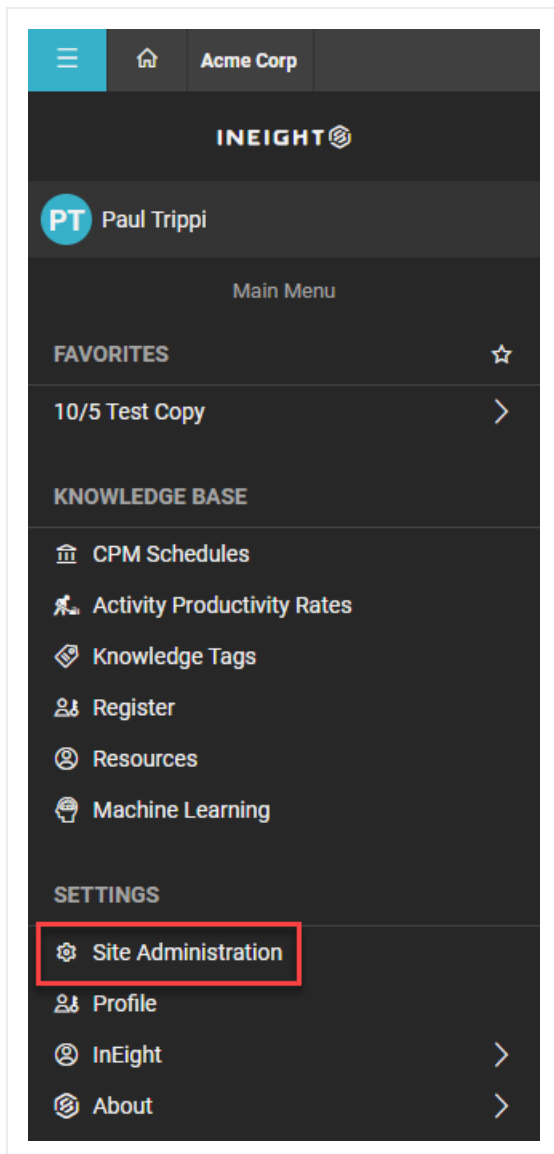 Acme Corp
INEIGHT
PT Paul Trippi
Main Menu
FAVORITES
10/5 Test Copy
KNOWLEDGE BASE
CPM Schedules
Activity Productivity Rates
Knowledge Tags
Register
Resources
Machine Learning
SETTINGS
Site Administration
Profile
InEight
About